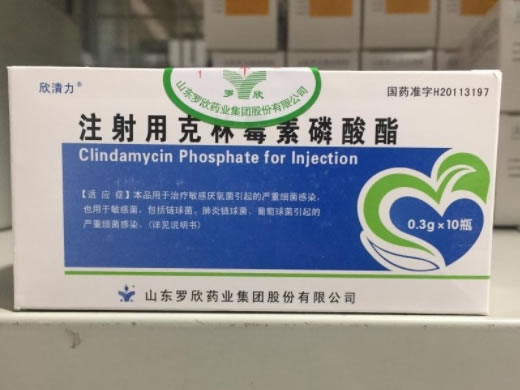 欣清力®
山东罗欣药业集团股份有限公司
罗欣
国药准字H20113197
注射用克林霉素磷酸酯
Clindamycin Phosphate for Injection
【适 应 症】本品用于治疗敏感厌氧菌引起的严重细菌感染,
也用于敏感菌, 包括链球菌、肺炎链球菌、葡萄球菌引起的
严重细菌感染。(详见说明书)
0.3g×10瓶
山东罗欣药业集团股份有限公司